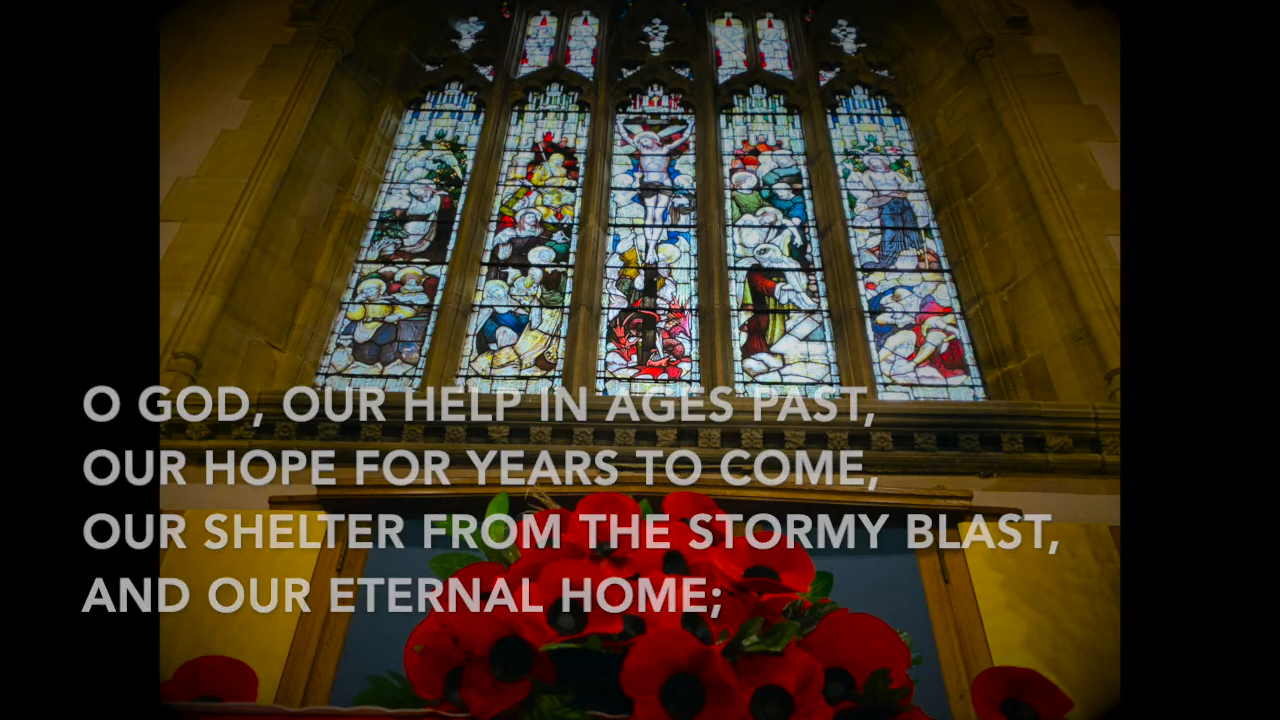 O GOD, OUR HELP IN AGES PAST,
OUR HOPE FOR YEARS TO COME,
OUR SHELTER FROM THE STORMY BLAST,
AND OUR ETERNAL HOME;